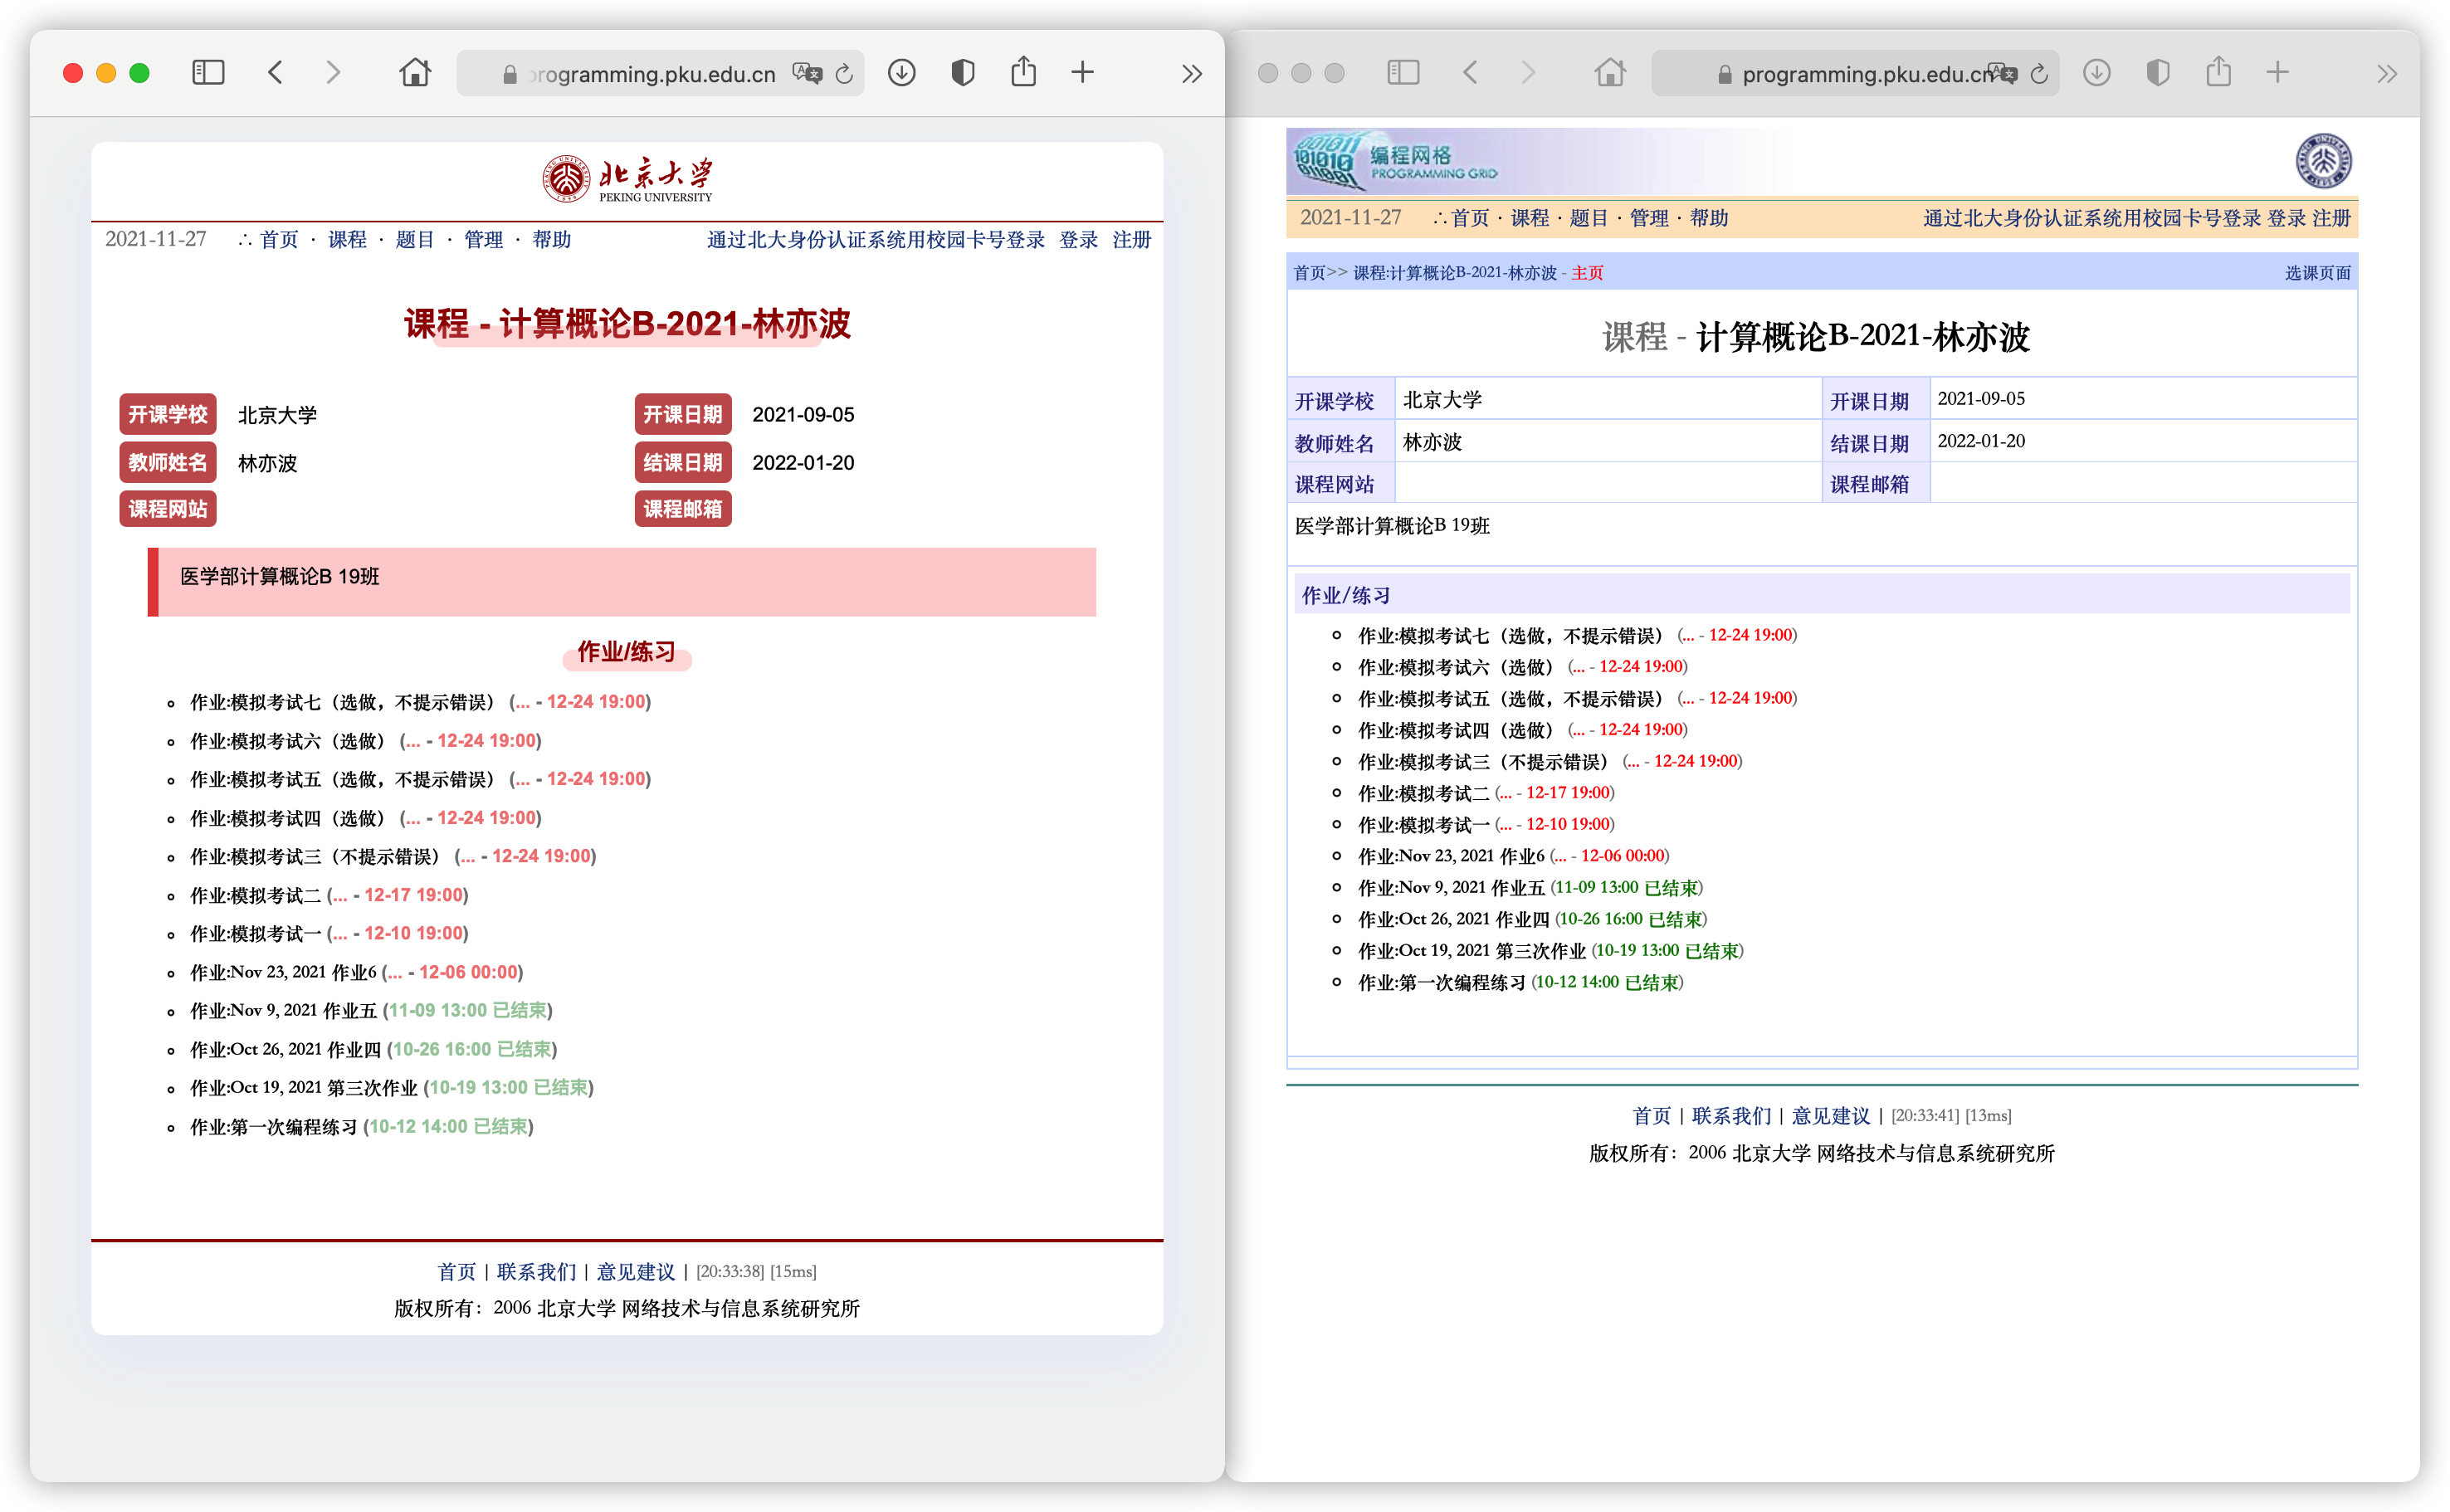 programming.pku.edu.cn
北京大学
PEKING UNIVERSITY
2021-11-27 ∴ 首页 · 课程 · 题目 · 管理 · 帮助 通过北大身份认证系统用校园卡号登录 登录 注册
课程 - 计算概论B-2021-林亦波
开课学校 北京大学 开课日期 2021-09-05
教师姓名 林亦波 结课日期 2022-01-20
课程网站 课程邮箱
医学部计算概论B 19班
作业/练习
作业:模拟考试七（选做，不提示错误） (... - 12-24 19:00)
作业:模拟考试六（选做） (... - 12-24 19:00)
作业:模拟考试五（选做，不提示错误） (... - 12-24 19:00)
作业:模拟考试四（选做） (... - 12-24 19:00)
作业:模拟考试三（不提示错误） (... - 12-24 19:00)
作业:模拟考试二 (... - 12-17 19:00)
作业:模拟考试一 (... - 12-10 19:00)
作业:Nov 23, 2021 作业6 (... - 12-06 00:00)
作业:Nov 9, 2021 作业五 (11-09 13:00 已结束)
作业:Oct 26, 2021 作业四 (10-26 16:00 已结束)
作业:Oct 19, 2021 第三次作业 (10-19 13:00 已结束)
作业:第一次编程练习 (10-12 14:00 已结束)
首页 | 联系我们 | 意见建议 | [20:33:38] [15ms]
版权所有：2006 北京大学 网络技术与信息系统研究所
programming.pku.edu.cn
编程网格
PROGRAMMING GRID
2021-11-27 ∴首页 · 课程 · 题目 · 管理 · 帮助 通过北大身份认证系统用校园卡号登录 登录 注册
首页>> 课程:计算概论B-2021-林亦波 - 主页 选课页面
课程 - 计算概论B-2021-林亦波
开课学校 北京大学 开课日期 2021-09-05
教师姓名 林亦波 结课日期 2022-01-20
课程网站 课程邮箱
医学部计算概论B 19班
作业/练习
作业:模拟考试七（选做，不提示错误） (... - 12-24 19:00)
作业:模拟考试六（选做） (... - 12-24 19:00)
作业:模拟考试五（选做，不提示错误） (... - 12-24 19:00)
作业:模拟考试四（选做） (... - 12-24 19:00)
作业:模拟考试三（不提示错误） (... - 12-24 19:00)
作业:模拟考试二 (... - 12-17 19:00)
作业:模拟考试一 (... - 12-10 19:00)
作业:Nov 23, 2021 作业6 (... - 12-06 00:00)
作业:Nov 9, 2021 作业五 (11-09 13:00 已结束)
作业:Oct 26, 2021 作业四 (10-26 16:00 已结束)
作业:Oct 19, 2021 第三次作业 (10-19 13:00 已结束)
作业:第一次编程练习 (10-12 14:00 已结束)
首页 | 联系我们 | 意见建议 | [20:33:41] [13ms]
版权所有：2006 北京大学 网络技术与信息系统研究所